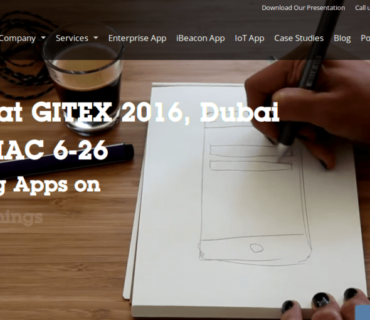 Download Our Presentation Call u
Company Services Enterprise App iBeacon App IoT App Case Studies Blog Po
at GITEX 2016, Dubai
IAC 6-26
g Apps on
nings